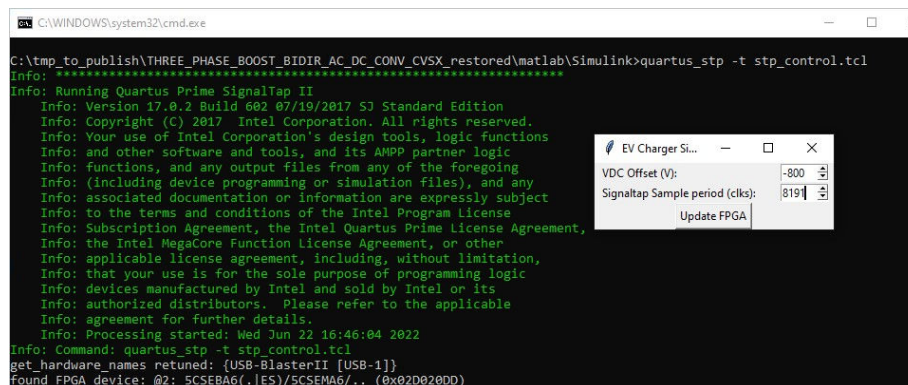 C:\WINDOWS\system32\cmd.exe
C:\tmp_to_publish\THREE_PHASE_BOOST_BIDIR_AC_DC_CONV_CVSX_restored\matlab\Simulink>quartus_stp -t stp_control.tcl
Info: *******************************************************************
Info: Running Quartus Prime SignalTap II
Info: Version 17.0.2 Build 602 07/19/2017 SJ Standard Edition
Info: Copyright (C) 2017  Intel Corporation. All rights reserved.
Info: Your use of Intel Corporation's design tools, logic functions
Info: and other software and tools, and its AMPP partner logic
Info: functions, and any output files from any of the foregoing
Info: (including device programming or simulation files), and any
Info: associated documentation or information are expressly subject
Info: to the terms and conditions of the Intel Program License
Info: Subscription Agreement, the Intel Quartus Prime License Agreement,
Info: the Intel MegaCore Function License Agreement, or other
Info: applicable license agreement, including, without limitation,
Info: that your use is for the sole purpose of programming logic
Info: devices manufactured by Intel and sold by Intel or its
Info: authorized distributors.  Please refer to the applicable
Info: agreement for further details.
Info: Processing started: Wed Jun 22 16:46:04 2022
Info: Command: quartus_stp -t stp_control.tcl
get_hardware_names retuned: {USB-BlasterII [USB-1]}
found FPGA device: @2: 5CSEBA6(.|ES)/5CSEMA6/.. (0x02D020DD)
EV Charger Si...
VDC Offset (V): -800
Signaltap Sample period (clks): 8191
Update FPGA